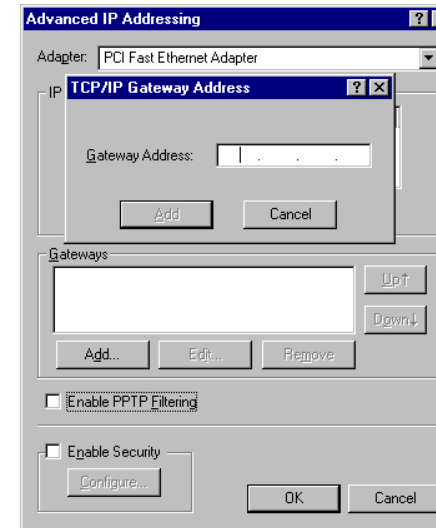 Advanced IP Addressing
Adapter: PCI Fast Ethernet Adapter
IP
TCP/IP Gateway Address
Gateway Address: . . .
Add Cancel
Gateways
Up↑
Down↓
Add... Edit... Remove
Enable PPTP Filtering
Enable Security
Configure...
OK Cancel